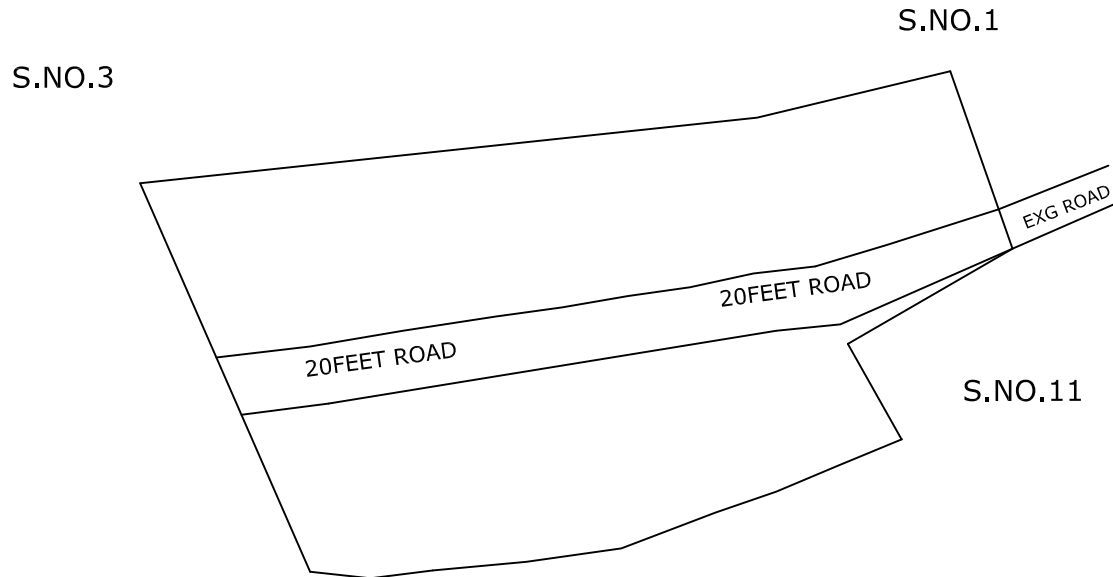 S.NO.1
S.NO.3
EXG ROAD
20FEET ROAD
20FEET ROAD
S.NO.11